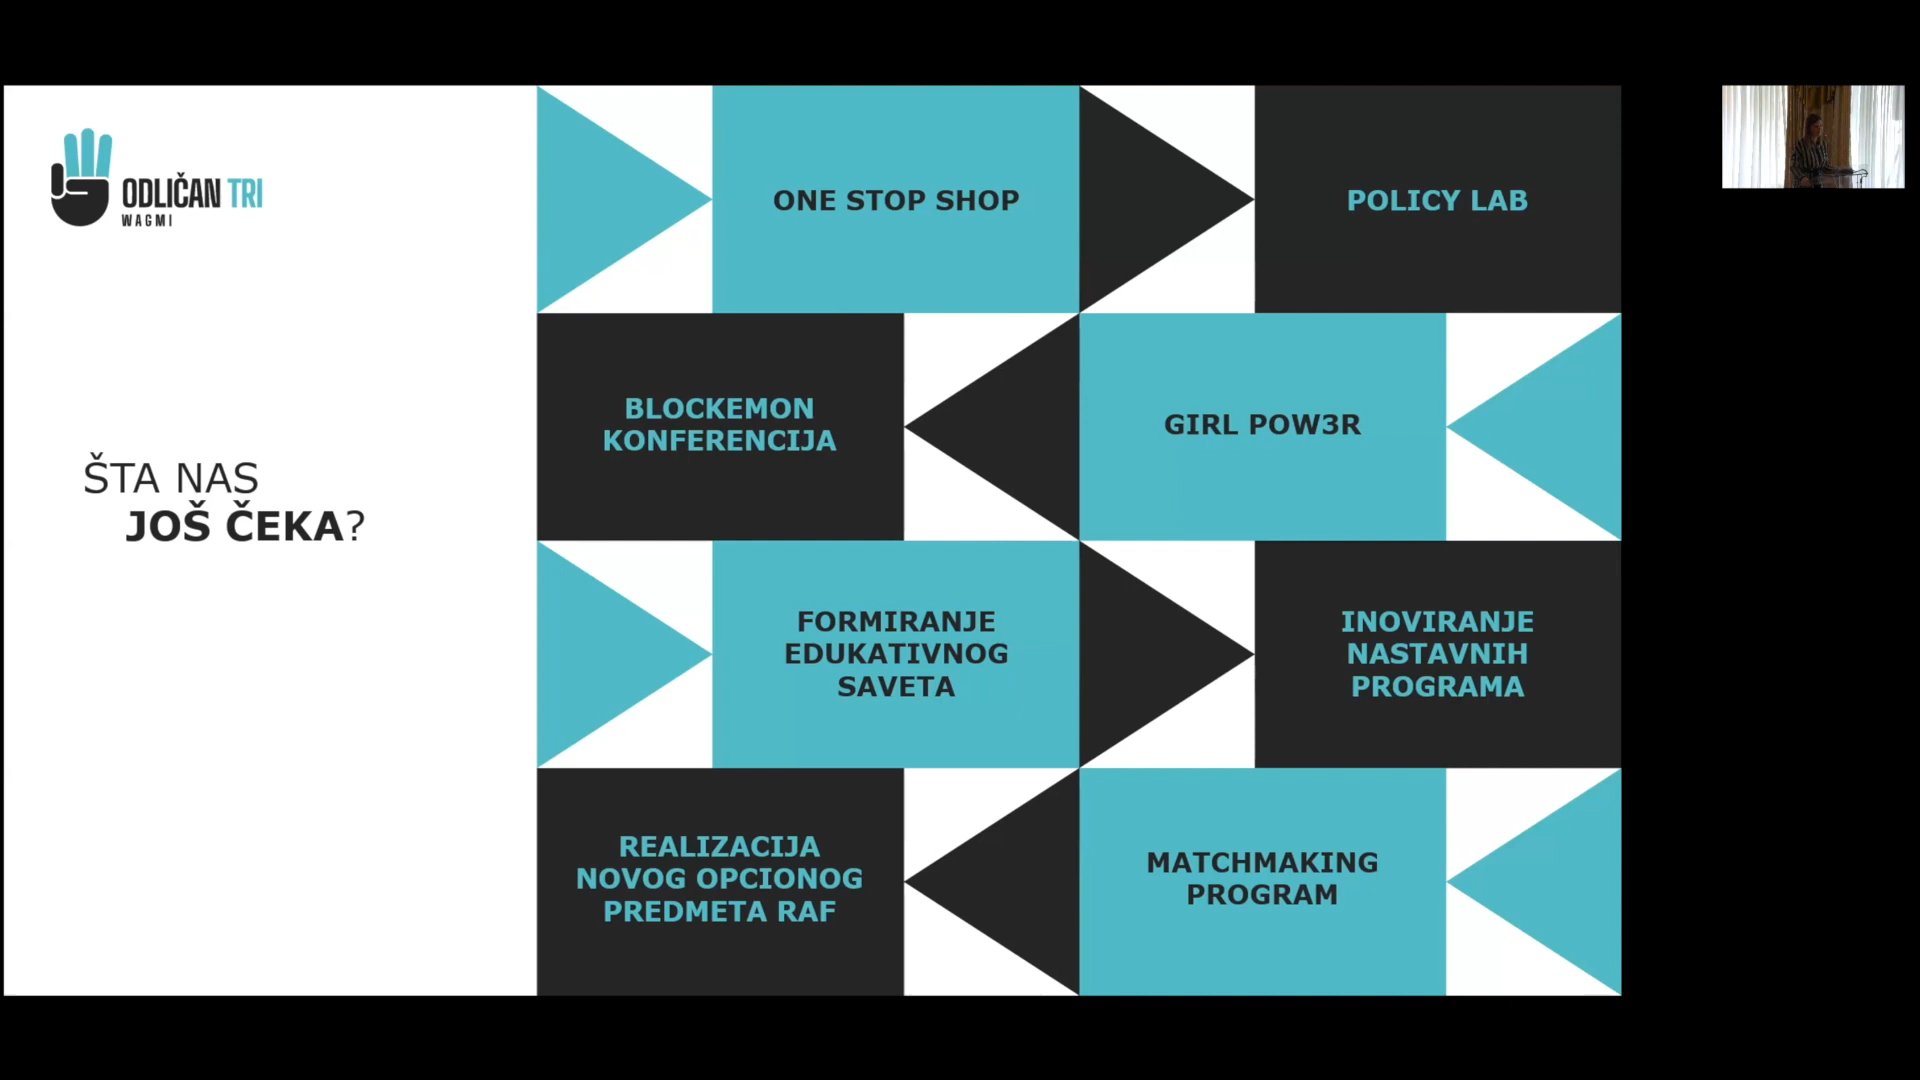 ODLIČAN TRI
WAGMI
ŠTA NAS
JOŠ ČEKA?
ONE STOP SHOP
POLICY LAB
BLOCKEMON
KONFERENCIJA
GIRL POW3R
FORMIRANJE
EDUKATIVNOG
SAVETA
INOVIRANJE
NASTAVNIH
PROGRAMA
REALIZACIJA
NOVOG OPCIONOG
PREDMETA RAF
MATCHMAKING
PROGRAM